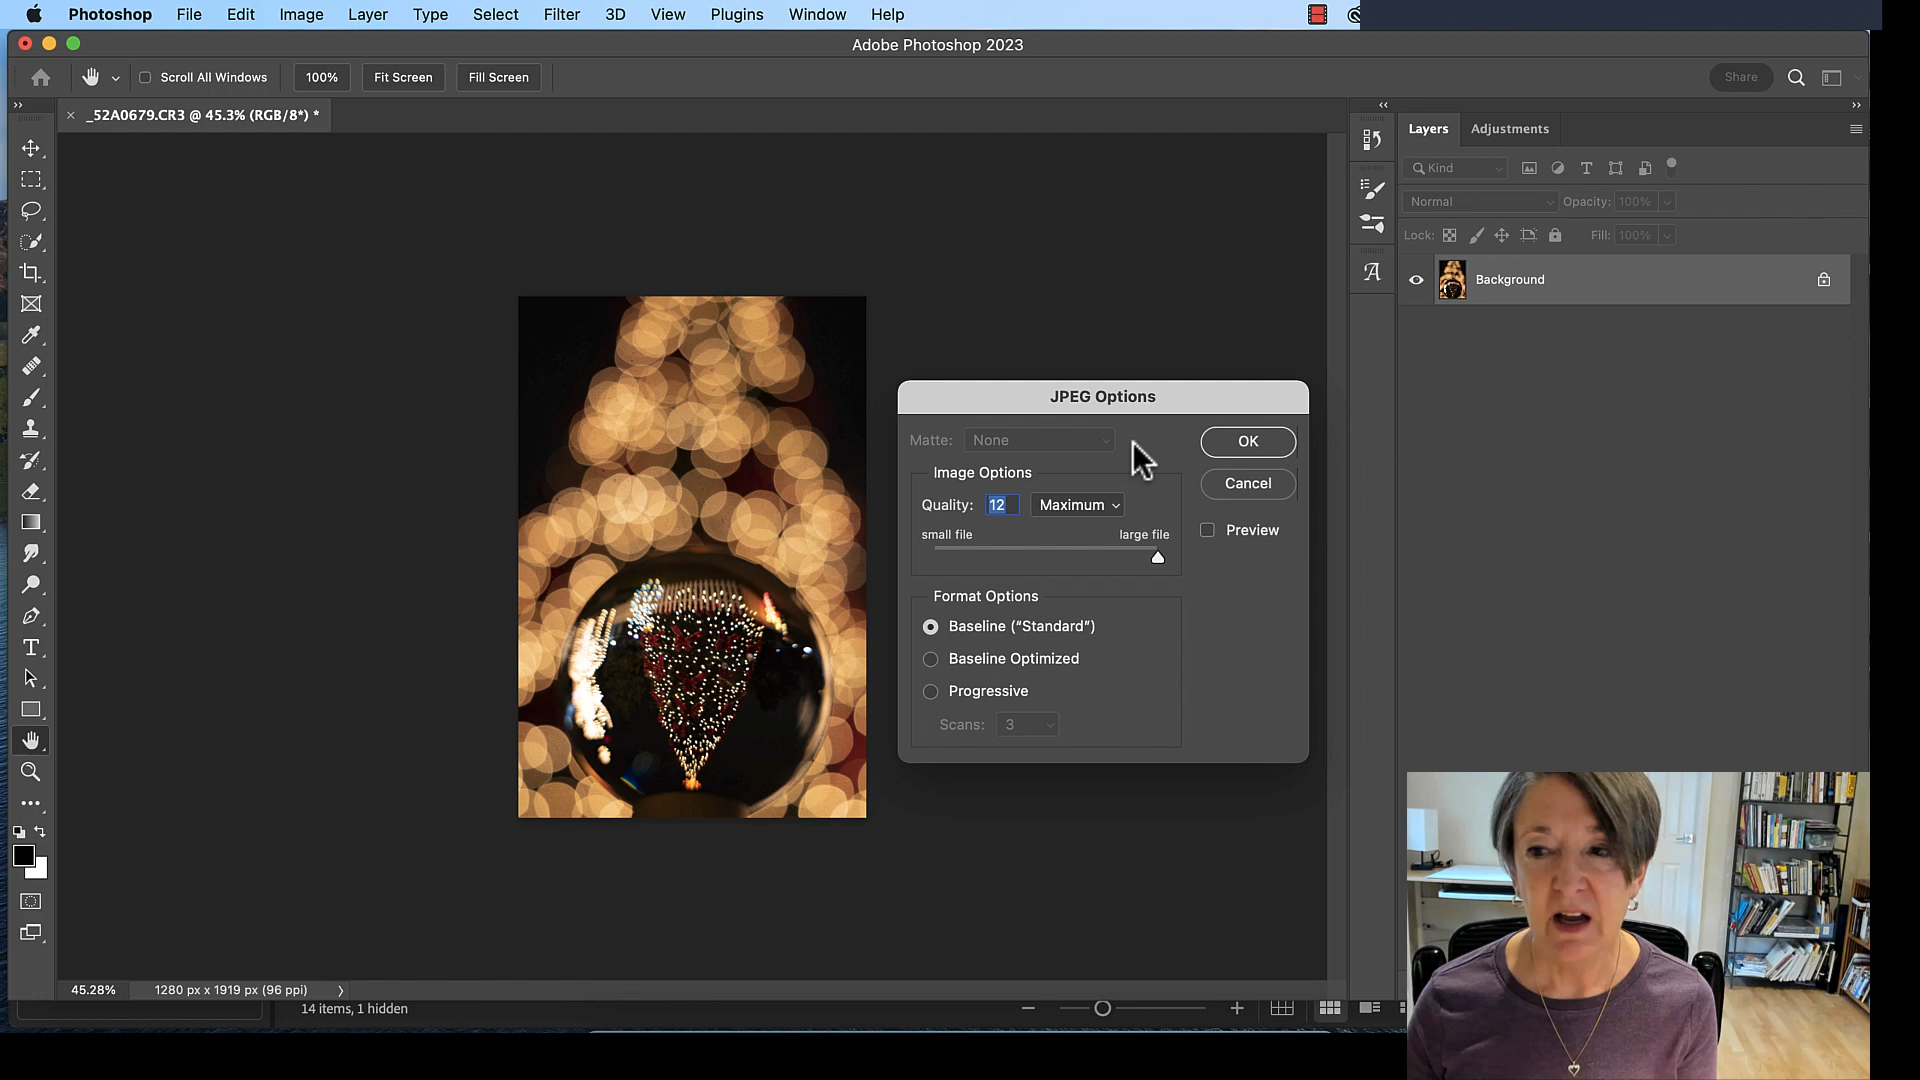 Photoshop File Edit Image Layer Type Select Filter 3D View Plugins Window Help
Adobe Photoshop 2023
Scroll All Windows 100% Fit Screen Fill Screen Share
_52A0679.CR3 @ 45.3% (RGB/8*) *
Layers Adjustments
Kind
Normal Opacity: 100%
Lock: Fill: 100%
Background
JPEG Options
Matte: None
OK
Image Options
Cancel
Quality: 12 Maximum
Preview
small file large file
Format Options
Baseline (“Standard”)
Baseline Optimized
Progressive
Scans: 3
45.28% 1280 px x 1919 px (96 ppi)
14 items, 1 hidden